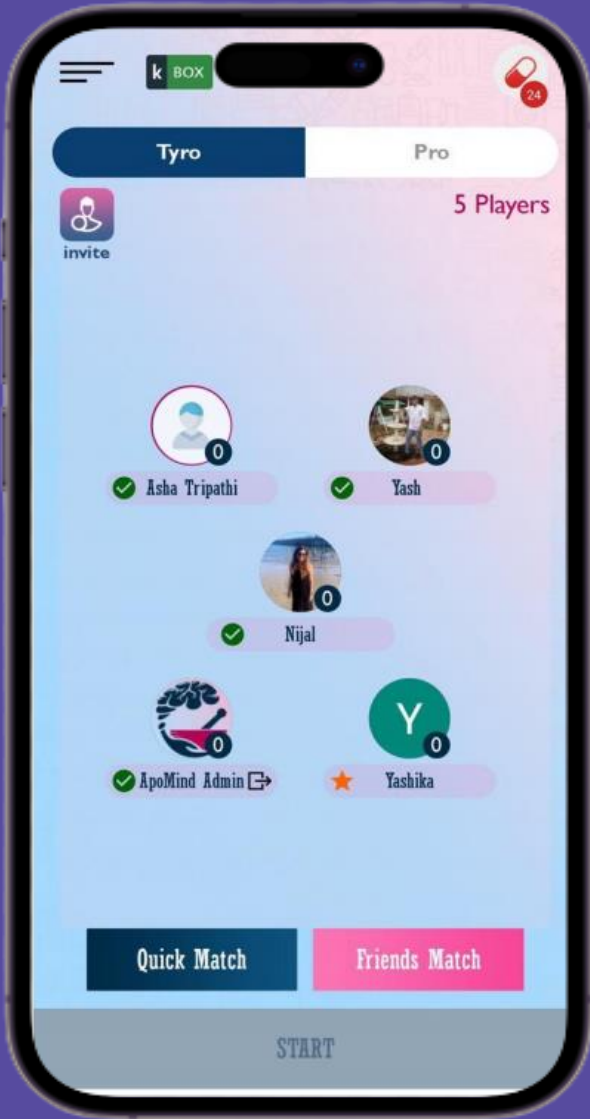 k BOX
24
Tyro
Pro
5 Players
invite
0
0
Asha Tripathi
Yash
0
Nijal
0
Y
0
ApoMind Admin
Yashika
Quick Match
Friends Match
START